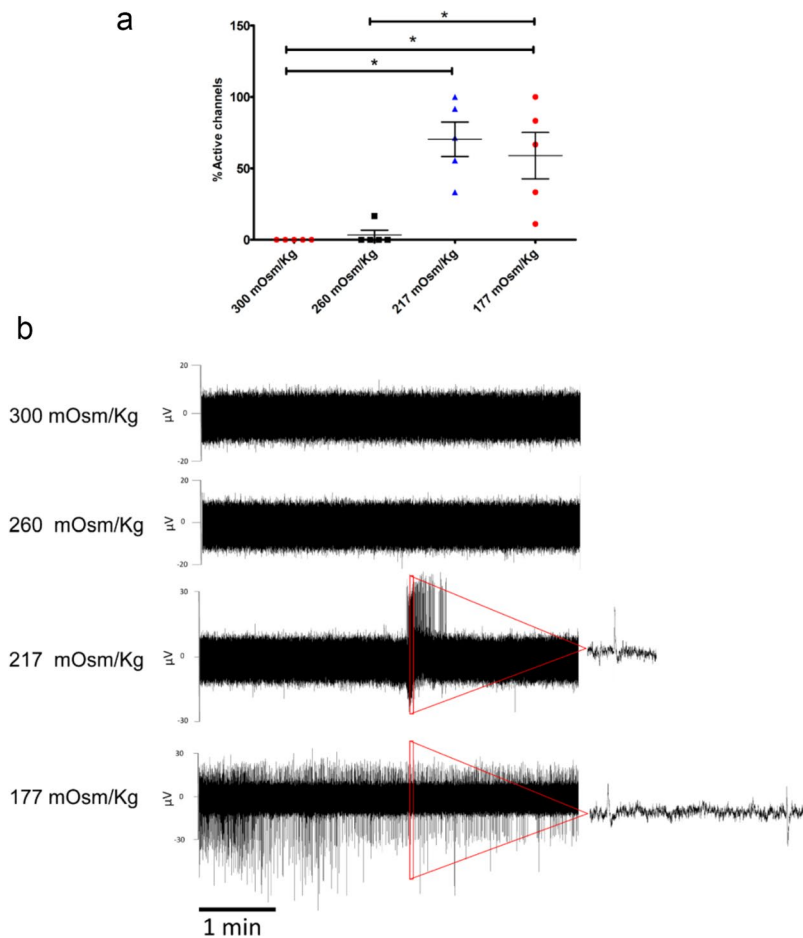 a
*
*
*
% Active channels
150
100
50
0
300 mOsm/Kg
260 mOsm/Kg
217 mOsm/Kg
177 mOsm/Kg
b
300 mOsm/Kg
µV
20
0
-20
260 mOsm/Kg
µV
20
0
-20
217 mOsm/Kg
µV
30
0
-30
177 mOsm/Kg
µV
30
0
-30
1 min